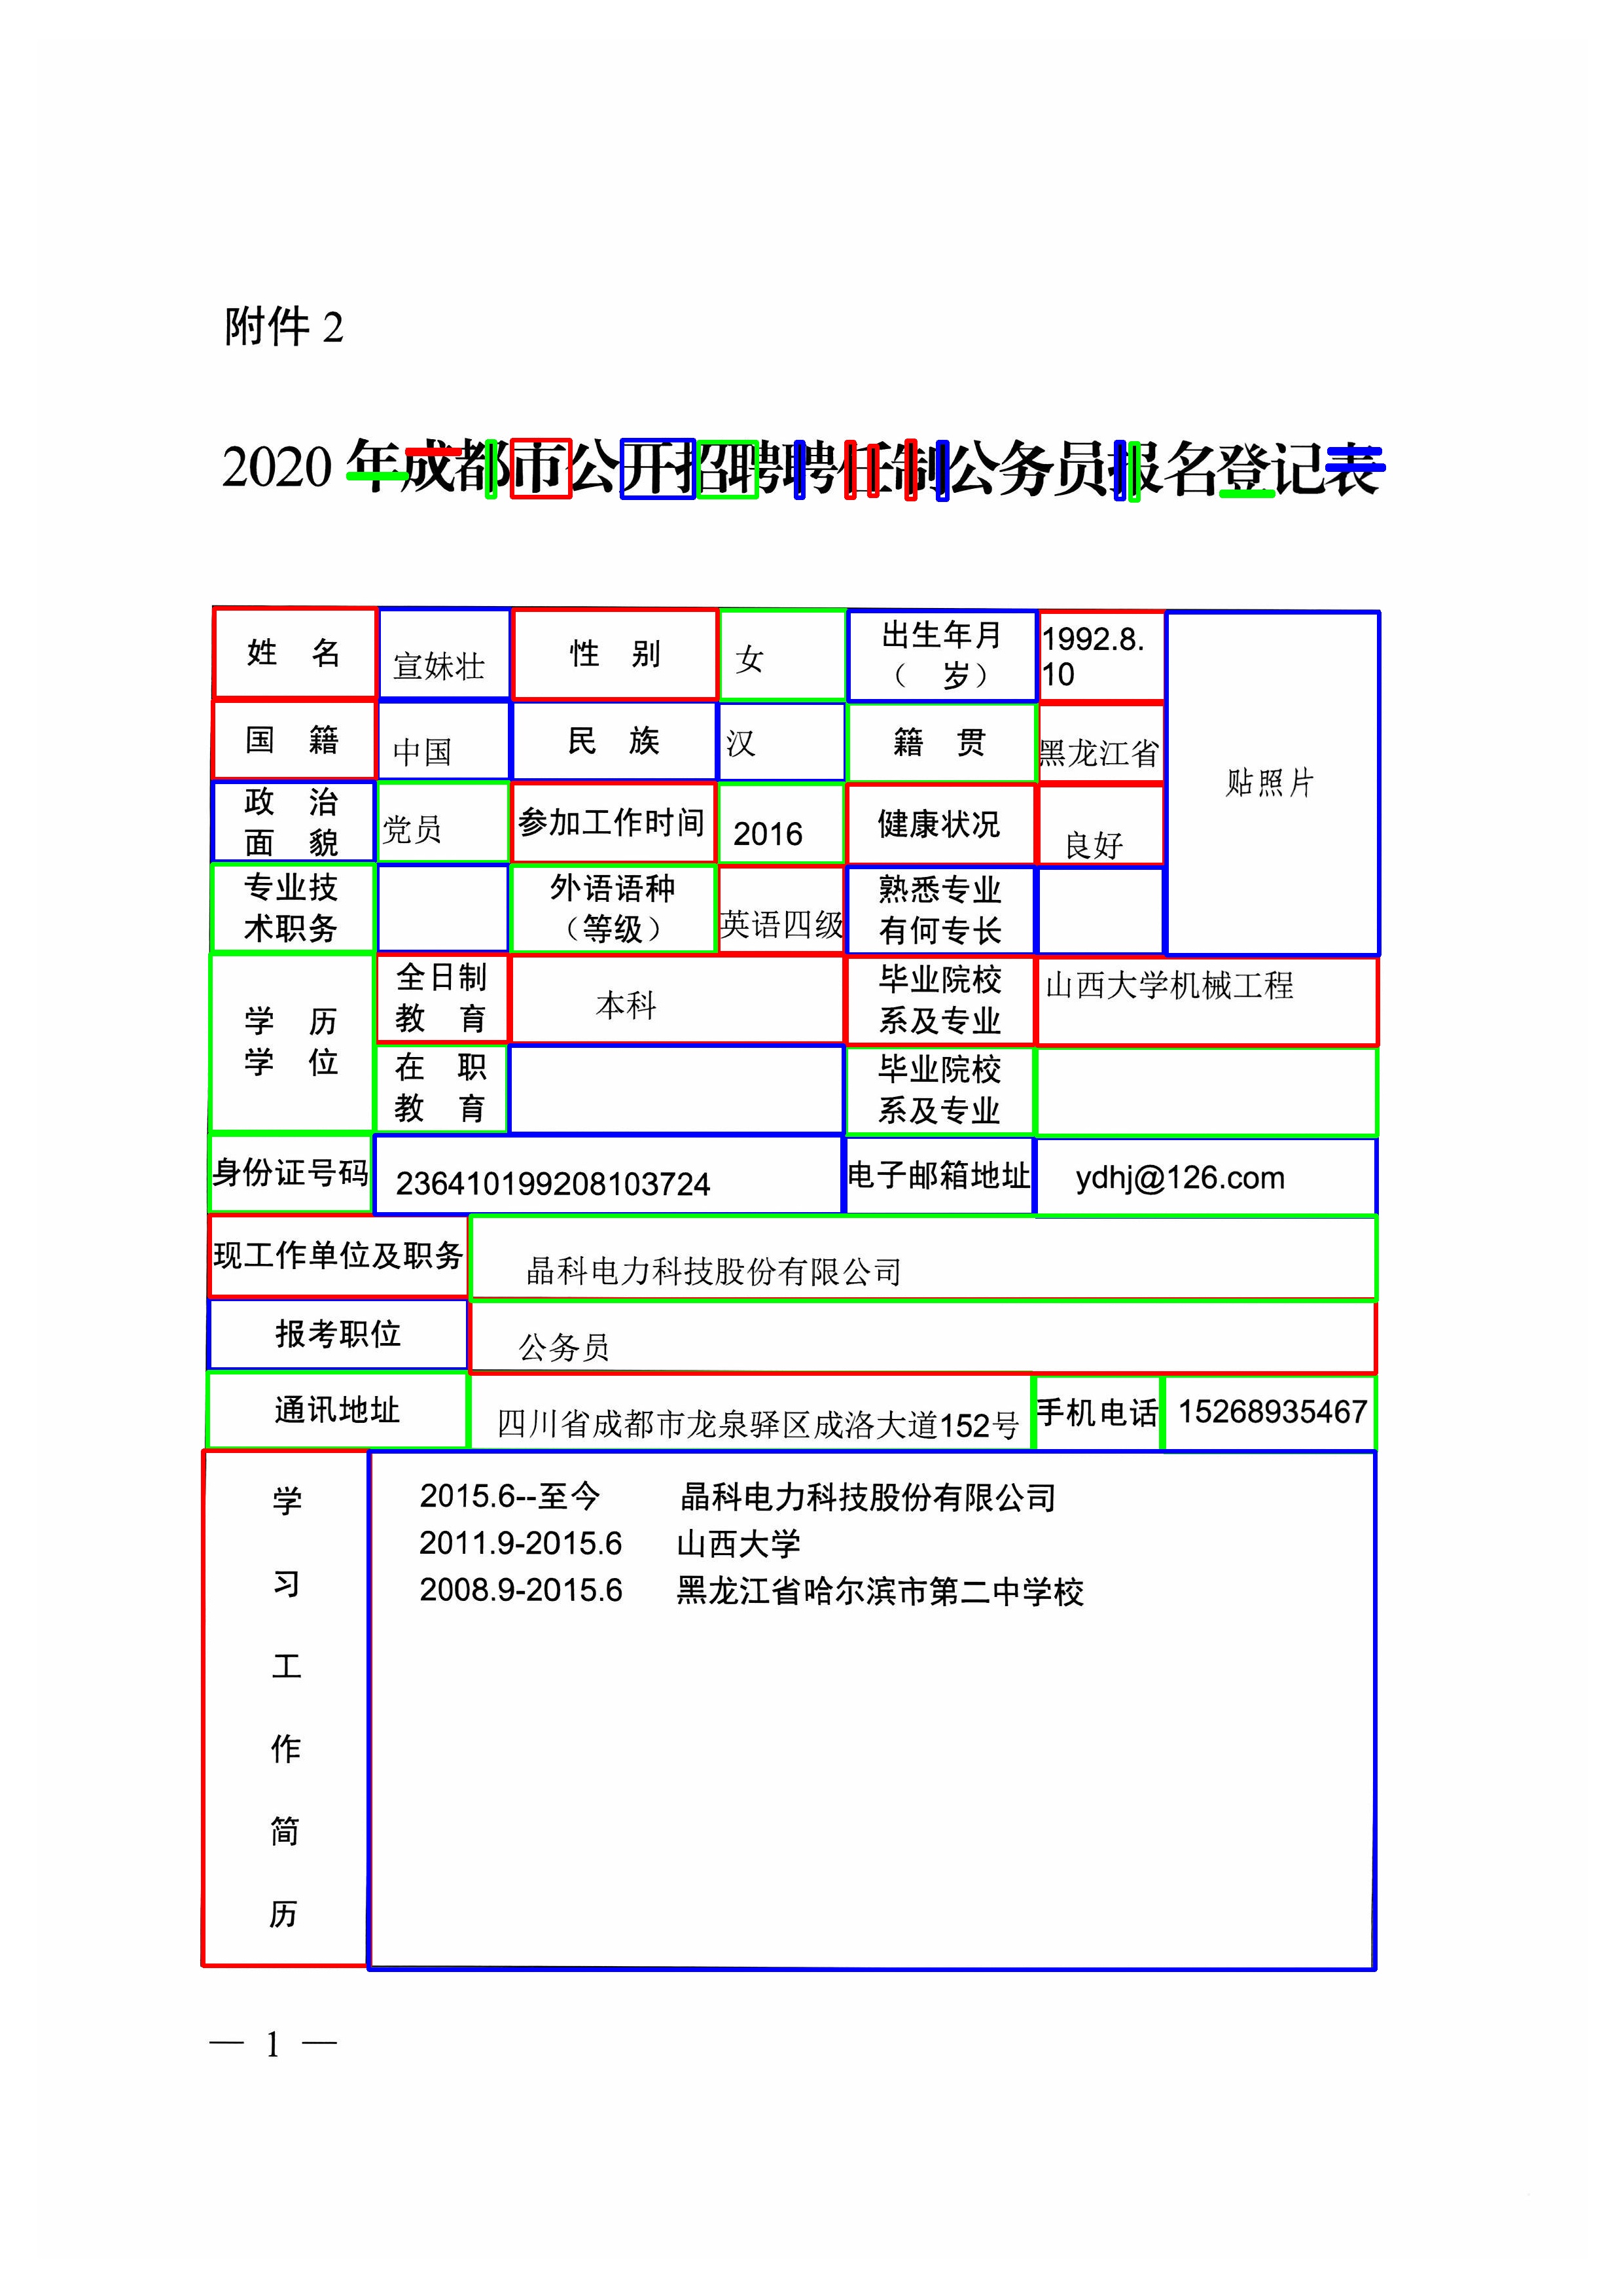 附件 2
2020 年成都市公开招聘聘任制公务员报名登记表
姓 名 宣妹壮 性 别 女 出生年月 1992.8.
（ 岁） 10
国 籍 中国 民 族 汉 籍 贯 黑龙江省
贴照片
政 治
面 貌 党员 参加工作时间 2016 健康状况 良好
专业技 外语语种 熟悉专业
术职务 （等级） 英语四级 有何专长
学 历
学 位
全日制
教 育 本科 毕业院校
系及专业 山西大学机械工程
在 职
教 育 毕业院校
系及专业
身份证号码 236410199208103724 电子邮箱地址 ydhj@126.com
现工作单位及职务 晶科电力科技股份有限公司
报考职位 公务员
通讯地址 四川省成都市龙泉驿区成洛大道152号 手机电话 15268935467
学
习
工
作
简
历
2015.6--至今 晶科电力科技股份有限公司
2011.9-2015.6 山西大学
2008.9-2015.6 黑龙江省哈尔滨市第二中学校
— 1 —